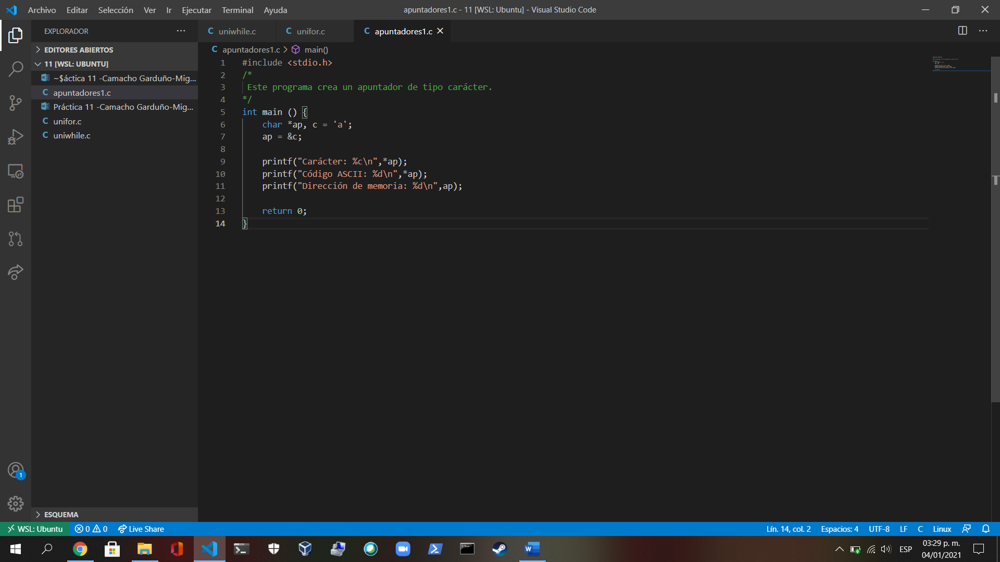 Archivo Editar Selección Ver Ir Ejecutar Terminal Ayuda
apuntadores1.c - 11 [WSL: Ubuntu] - Visual Studio Code
EXPLORADOR
EDITORES ABIERTOS
11 [WSL: UBUNTU]
~$áctica 11 -Camacho Garduño-Mig...
apuntadores1.c
Práctica 11 -Camacho Garduño-Mig...
unifor.c
uniwhile.c
ESQUEMA
uniwhile.c unifor.c apuntadores1.c
apuntadores1.c > main()
1 #include <stdio.h>
2 /*
3 Este programa crea un apuntador de tipo carácter.
4 */
5 int main () {
6 char *ap, c = 'a';
7 ap = &c;
8
9 printf("Carácter: %c\n",*ap);
10 printf("Código ASCII: %d\n",*ap);
11 printf("Dirección de memoria: %d\n",ap);
12
13 return 0;
14 }
1
WSL: Ubuntu 0 0 Live Share
Lín. 14, col. 2 Espacios: 4 UTF-8 LF C Linux
ESP
03:29 p. m.
04/01/2021